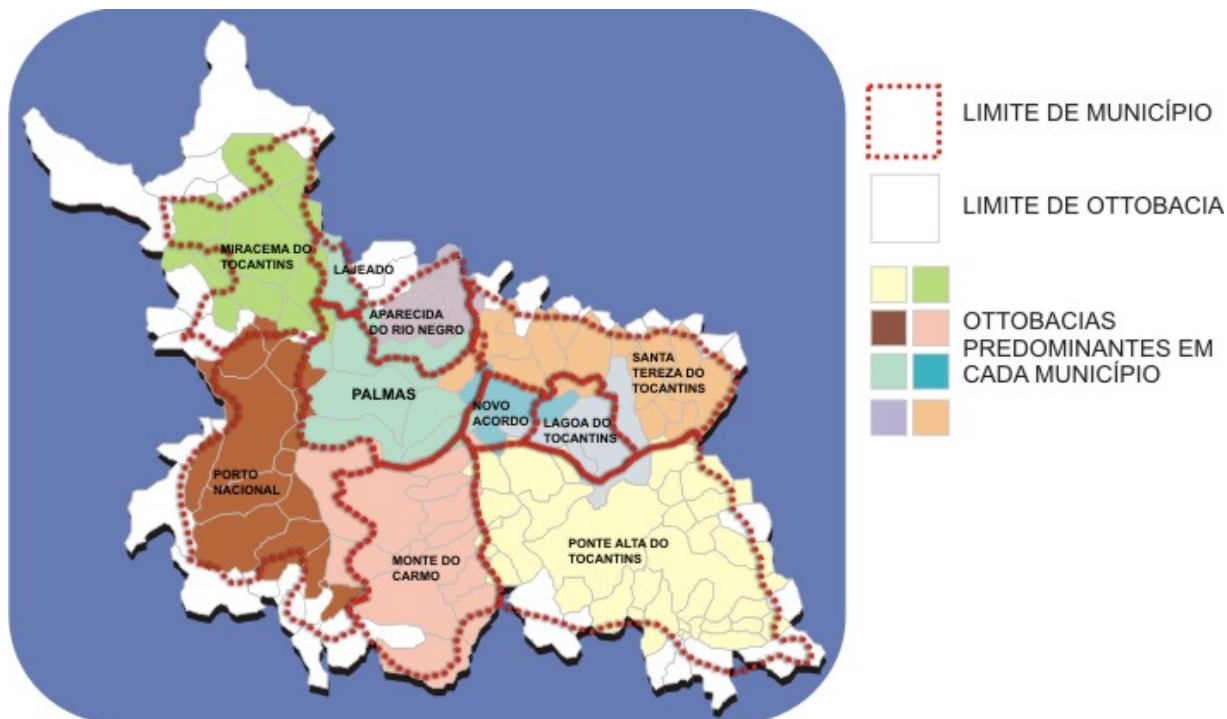 MIRACEMA DO
TOCANTINS
LAJEADO
APARECIDA
DO RIO NEGRO
SANTA
TEREZA DO
TOCANTINS
PALMAS
NOVO
ACORDO
LAGOA DO
TOCANTINS
PORTO
NACIONAL
MONTE DO
CARMO
PONTE ALTA DO
TOCANTINS
LIMITE DE MUNICÍPIO
LIMITE DE OTTOBACIA
OTTOBACIAS
PREDOMINANTES EM
CADA MUNICÍPIO